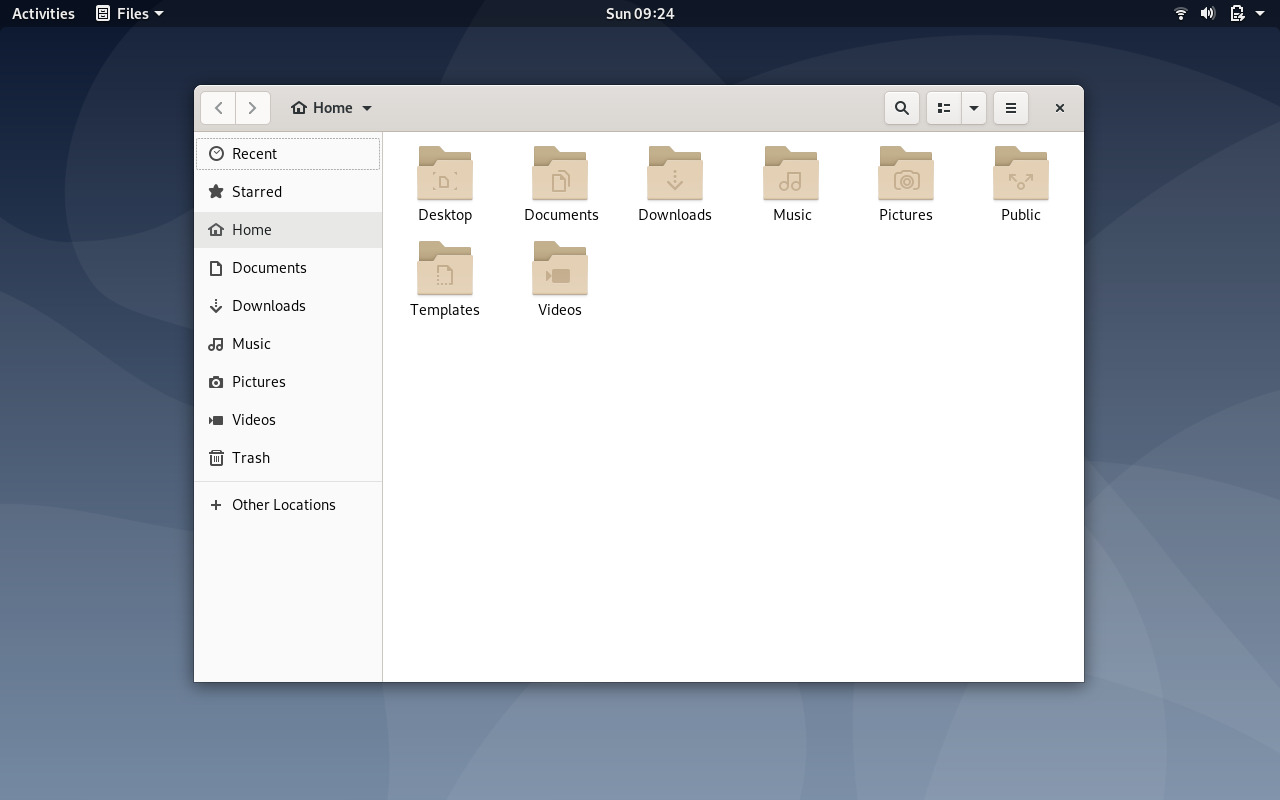 Activities Files Sun 09:24
Home
Recent
Starred
Home
Documents
Downloads
Music
Pictures
Videos
Trash
Other Locations
Desktop Documents Downloads Music Pictures Public
Templates Videos